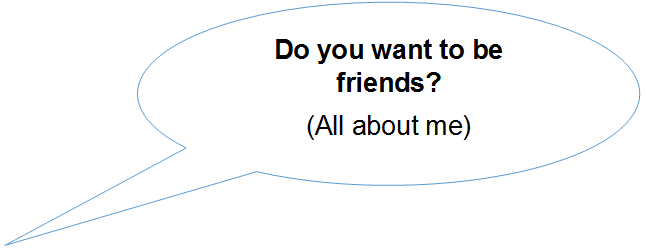 Do you want to be
friends?
(All about me)